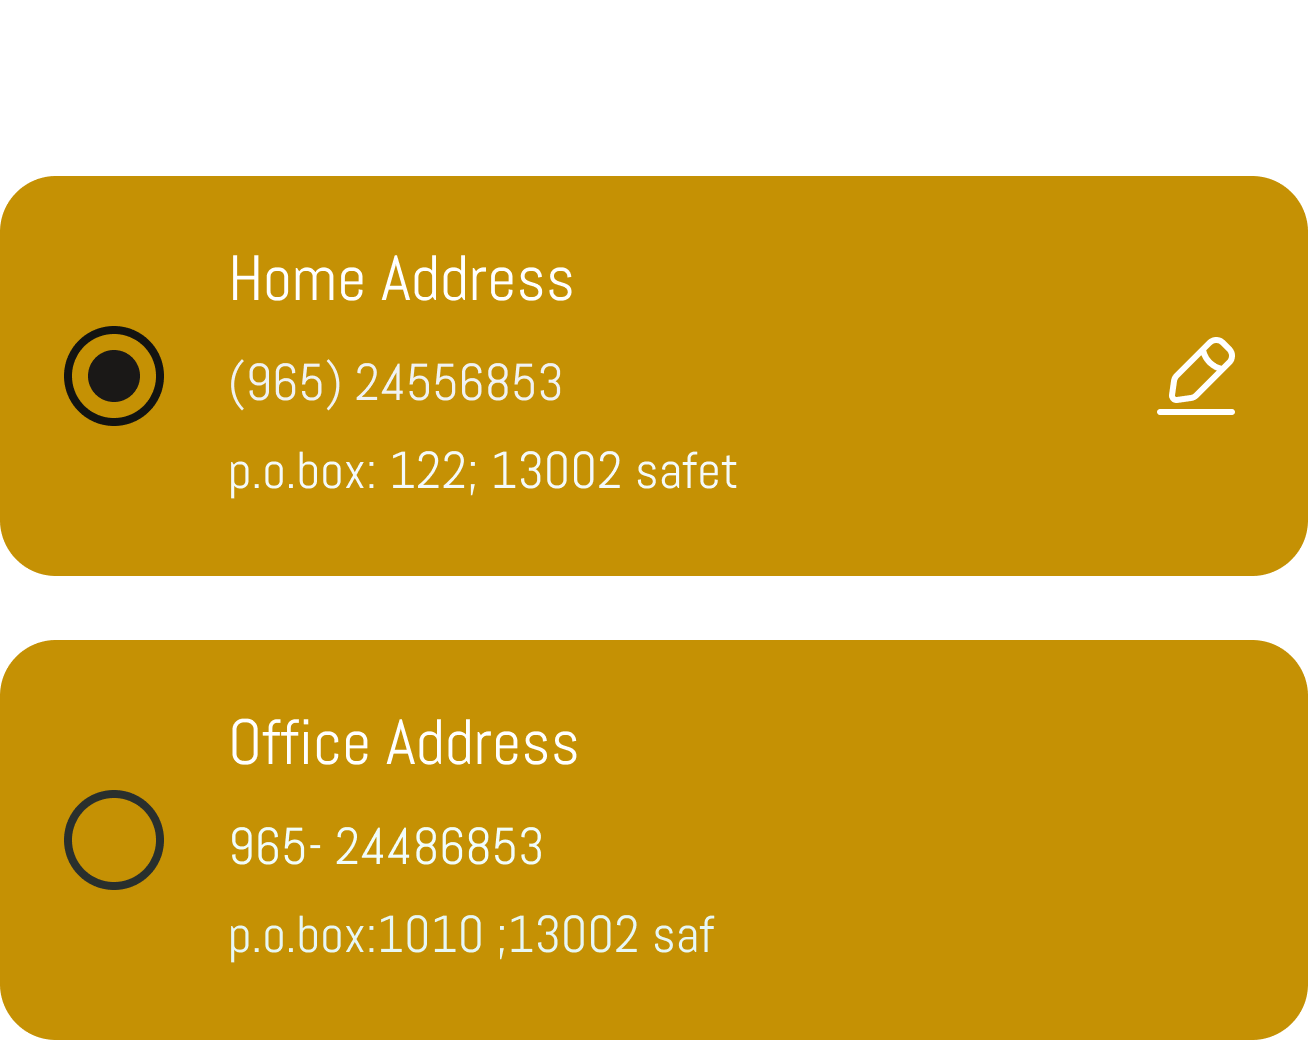 Home Address
(965) 24556853
p.o.box: 122; 13002 safet
Office Address
965- 24486853
p.o.box:1010 ;13002 saf